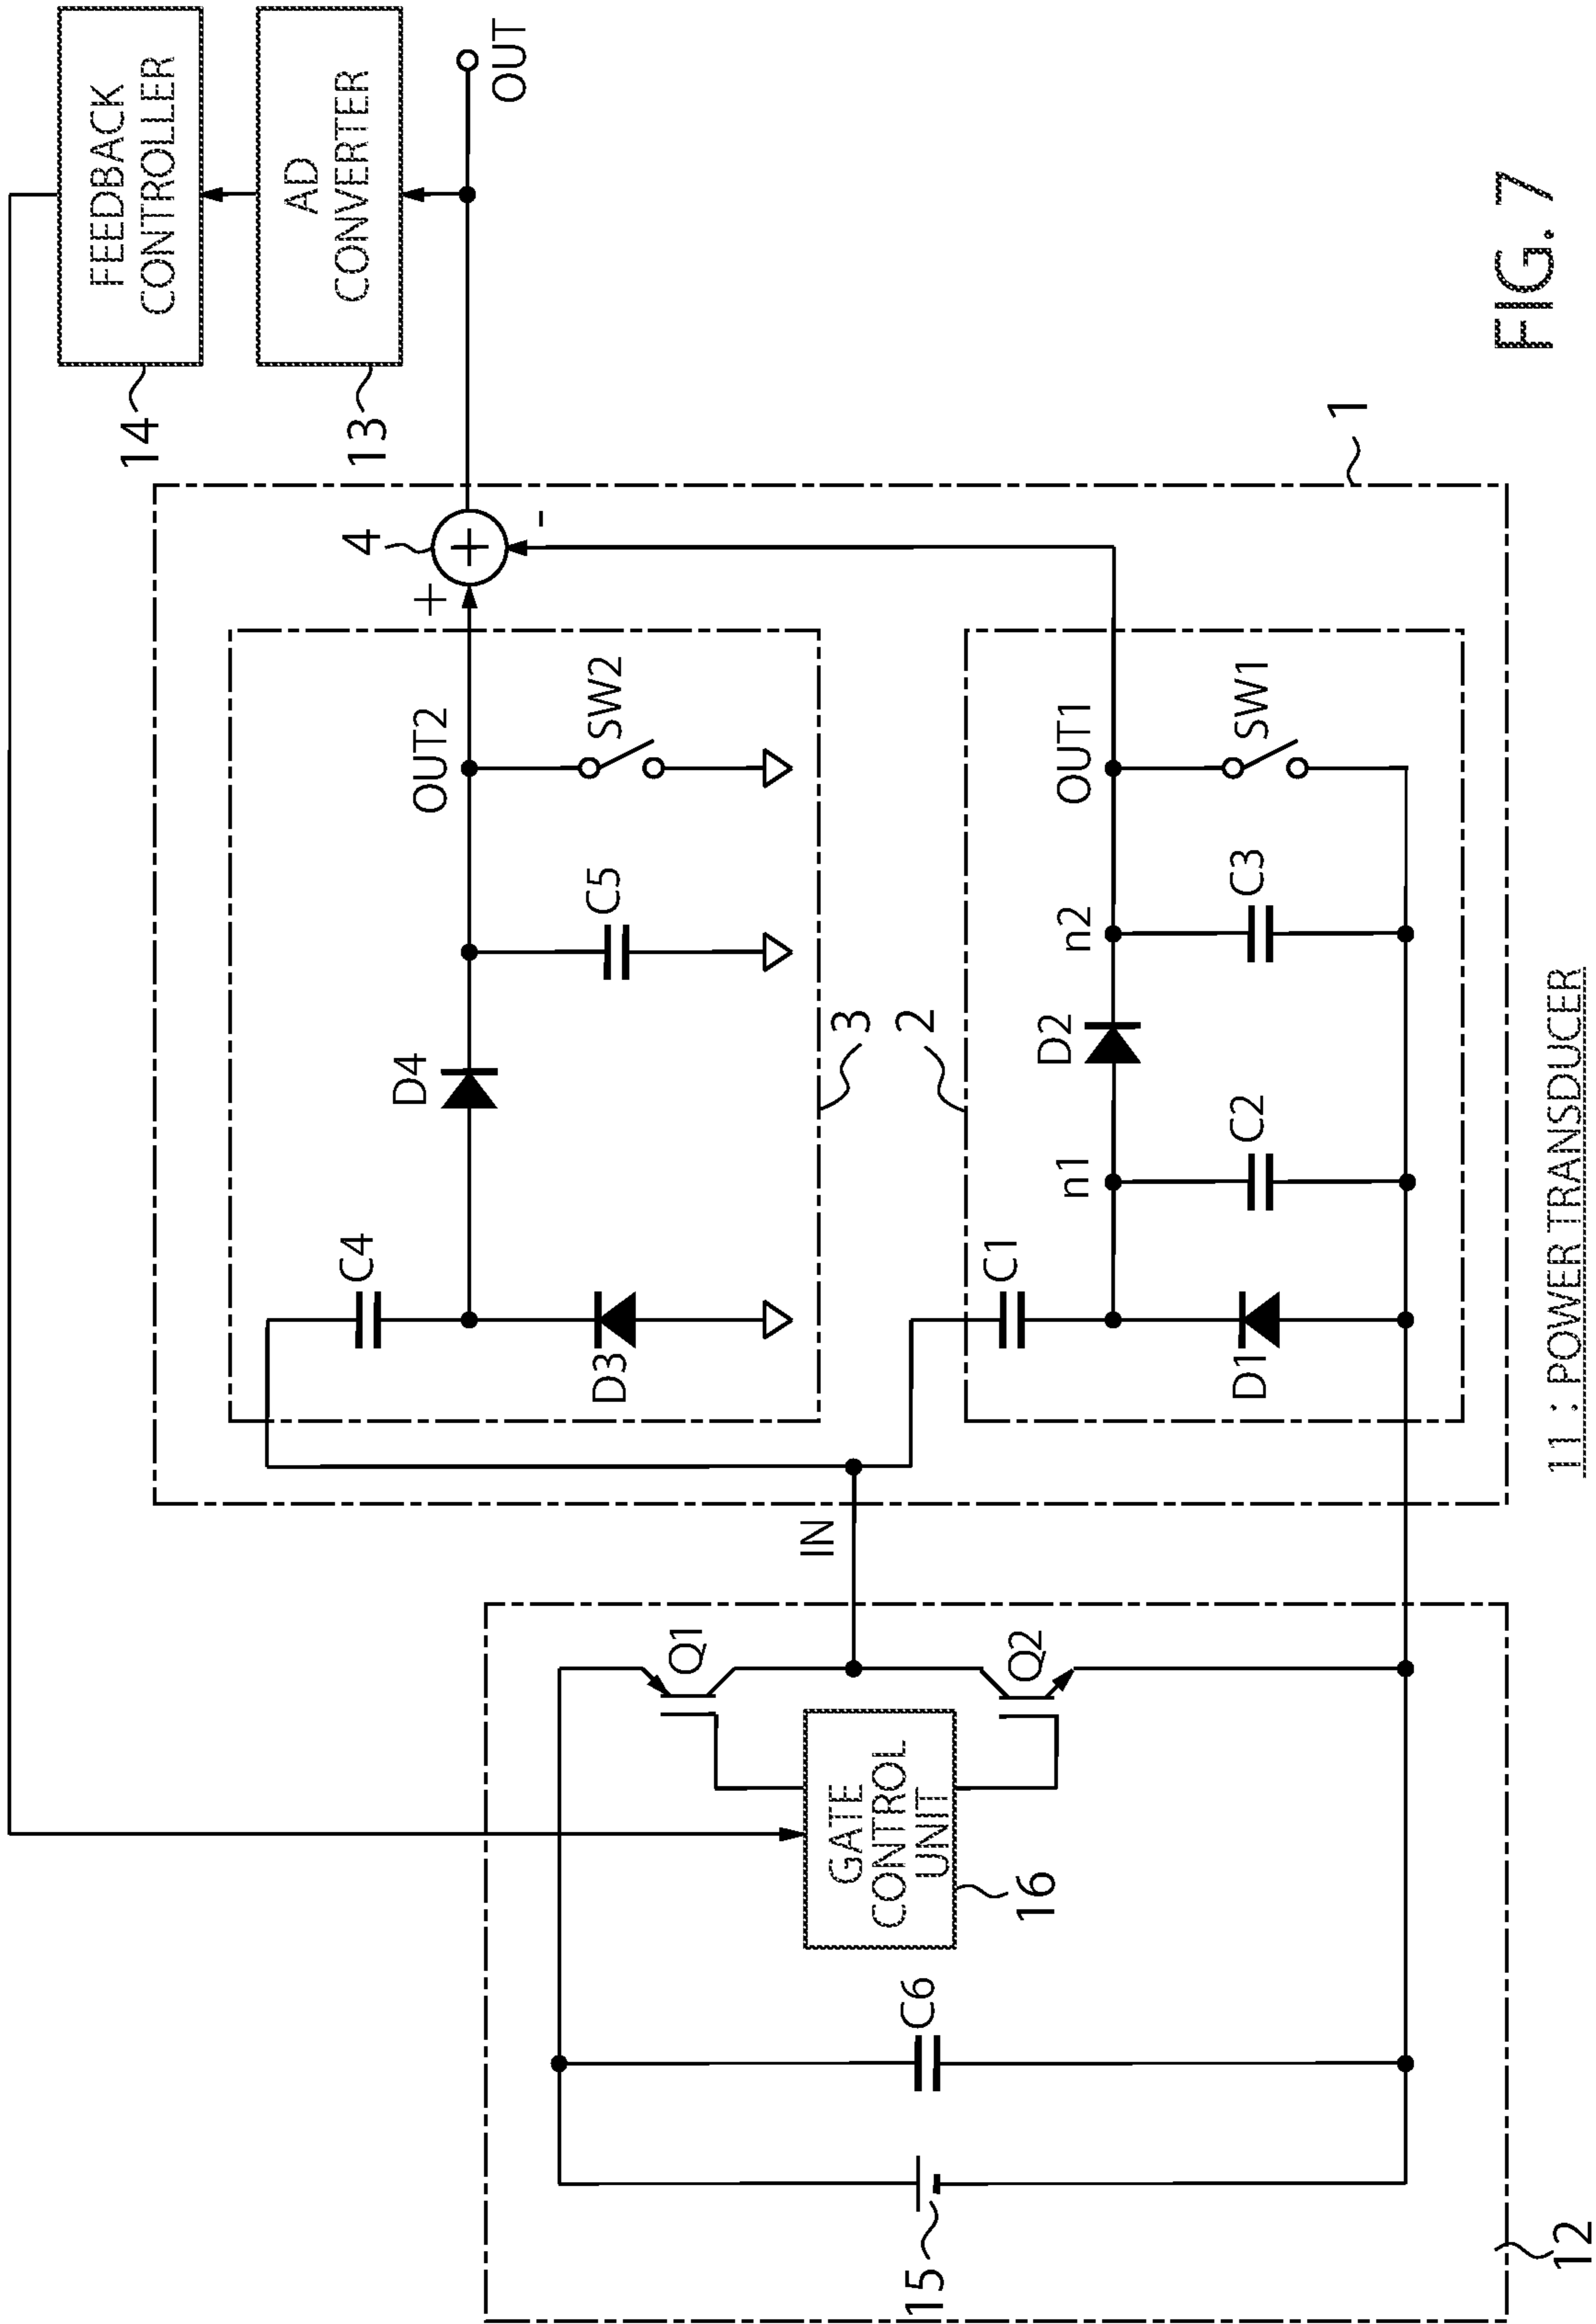 FEEDBACK
CONTROLLER
14
AD
CONVERTER
13
OUT
4
+
+
-
1
OUT2
SW2
C5
D4
C4
D3
3
2
OUT1
SW1
n2
C3
D2
n1
C2
C1
D1
IN
Q1
Q2
GATE
CONTROL
UNIT
16
C6
15
12
11 : POWER TRANSDUCER
FIG. 7